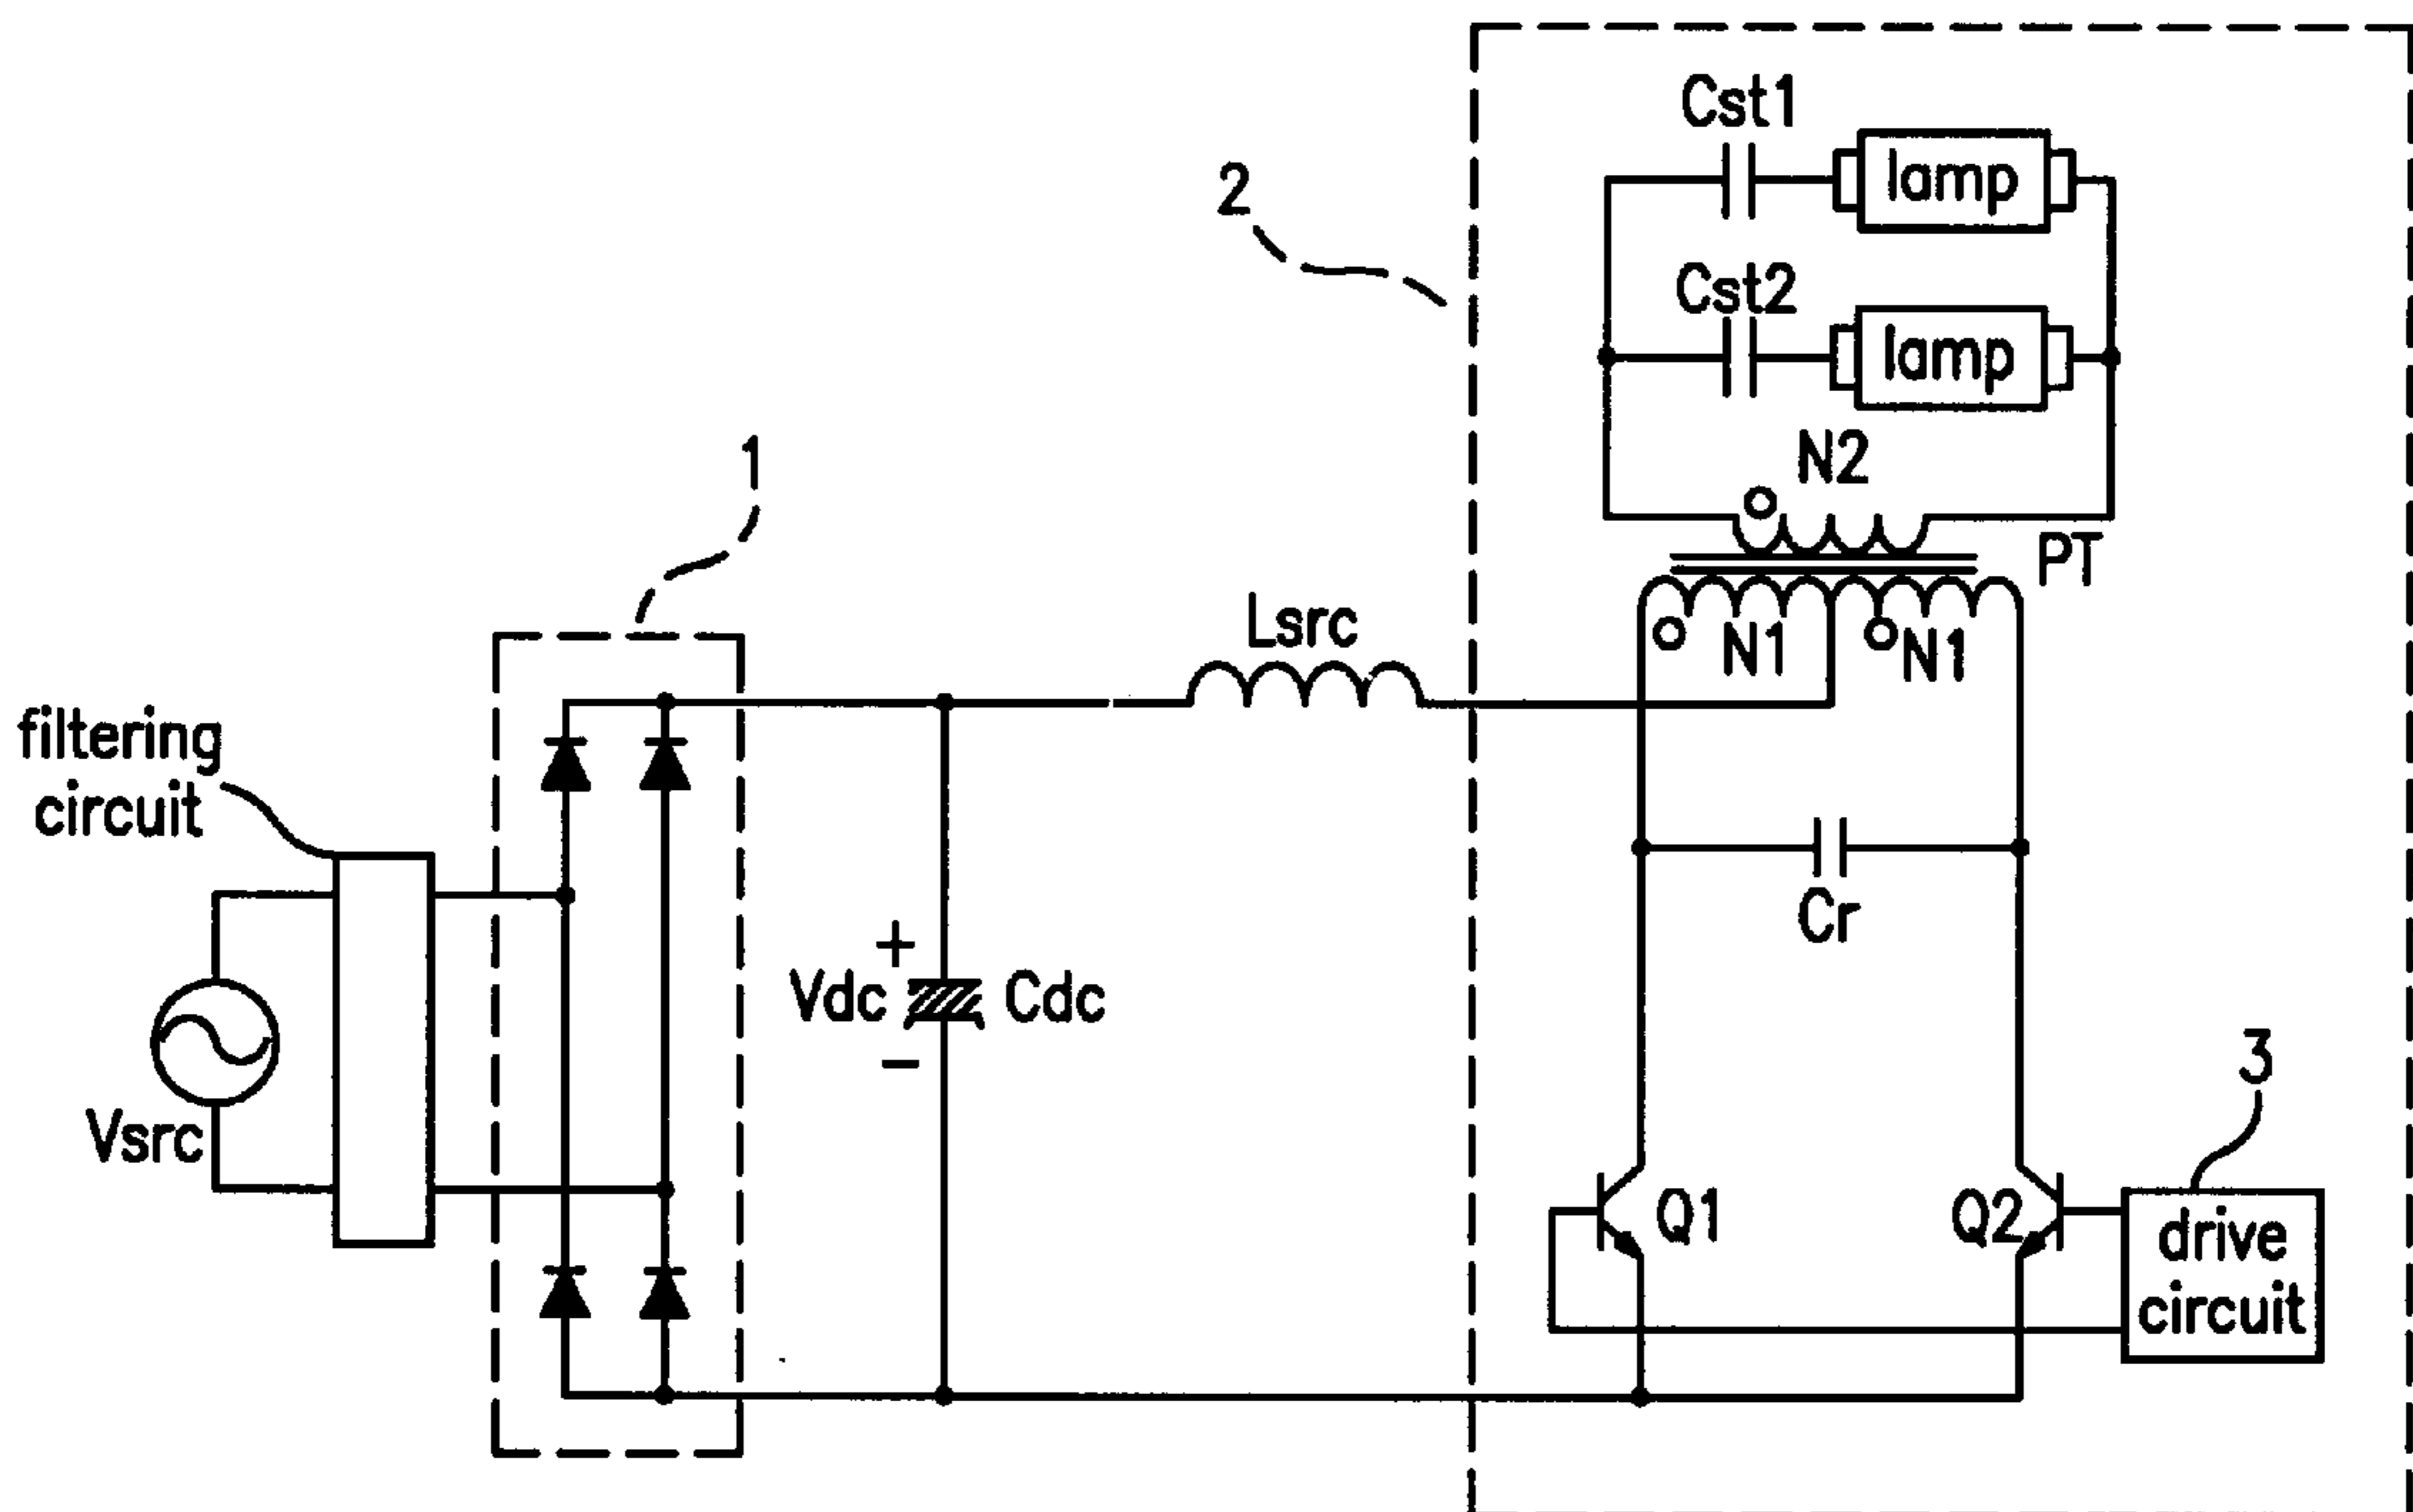 Cst1
lamp
2
Cst2
lamp
N2
1
PT
Lsrc
N1
N1
filtering
circuit
Cr
+
Vdc
Cdc
−
3
Vsrc
Q1
Q2
drive
circuit